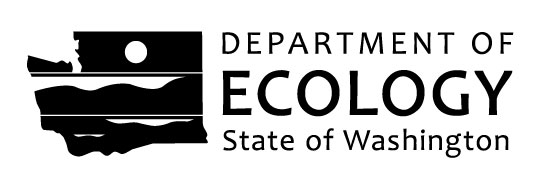 DEPARTMENT OF
ECOLOGY
State of Washington